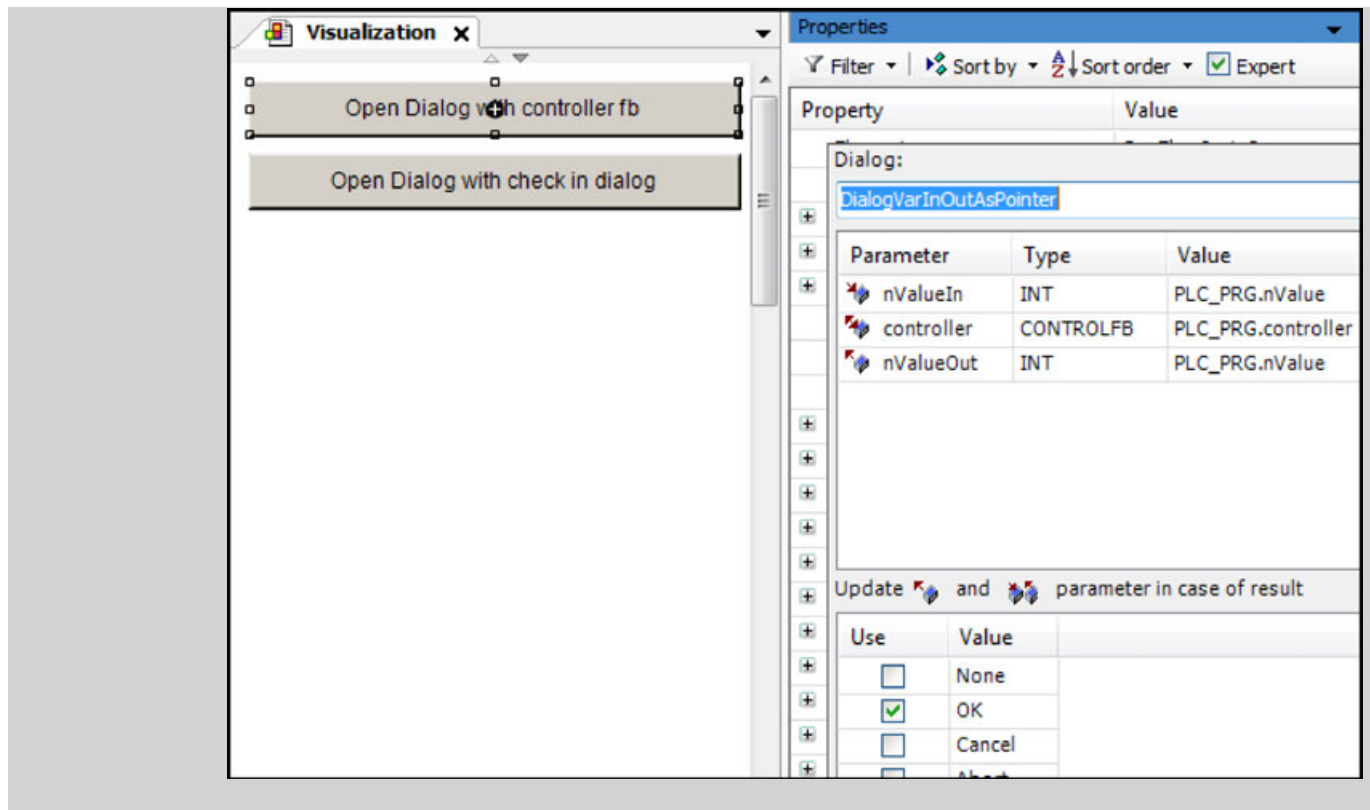 Visualization
Open Dialog with controller fb
Open Dialog with check in dialog
Properties
Filter Sort by Sort order Expert
Property Value
Dialog:
DialogVarInOutAsPointer
Parameter Type Value
nValueIn INT PLC_PRG.nValue
controller CONTROLFB PLC_PRG.controller
nValueOut INT PLC_PRG.nValue
Update and parameter in case of result
Use Value
None
OK
Cancel